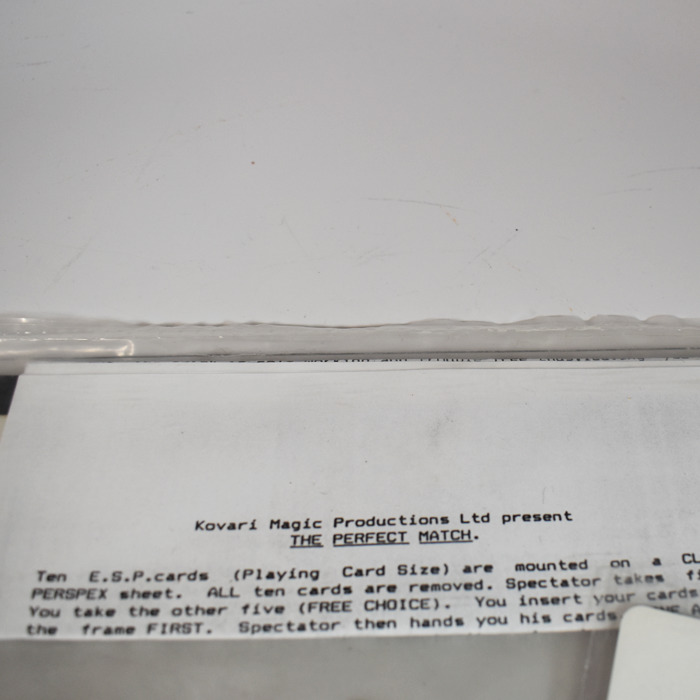 Kovari Magic Productions Ltd present
THE PERFECT MATCH.
Ten E.S.P.cards (Playing Card Size) are mounted on a CL
PERSPEX sheet. ALL ten cards are removed. Spectator takes fi
You take the other five (FREE CHOICE). You insert your cards
the frame FIRST. Spectator then hands you his cards